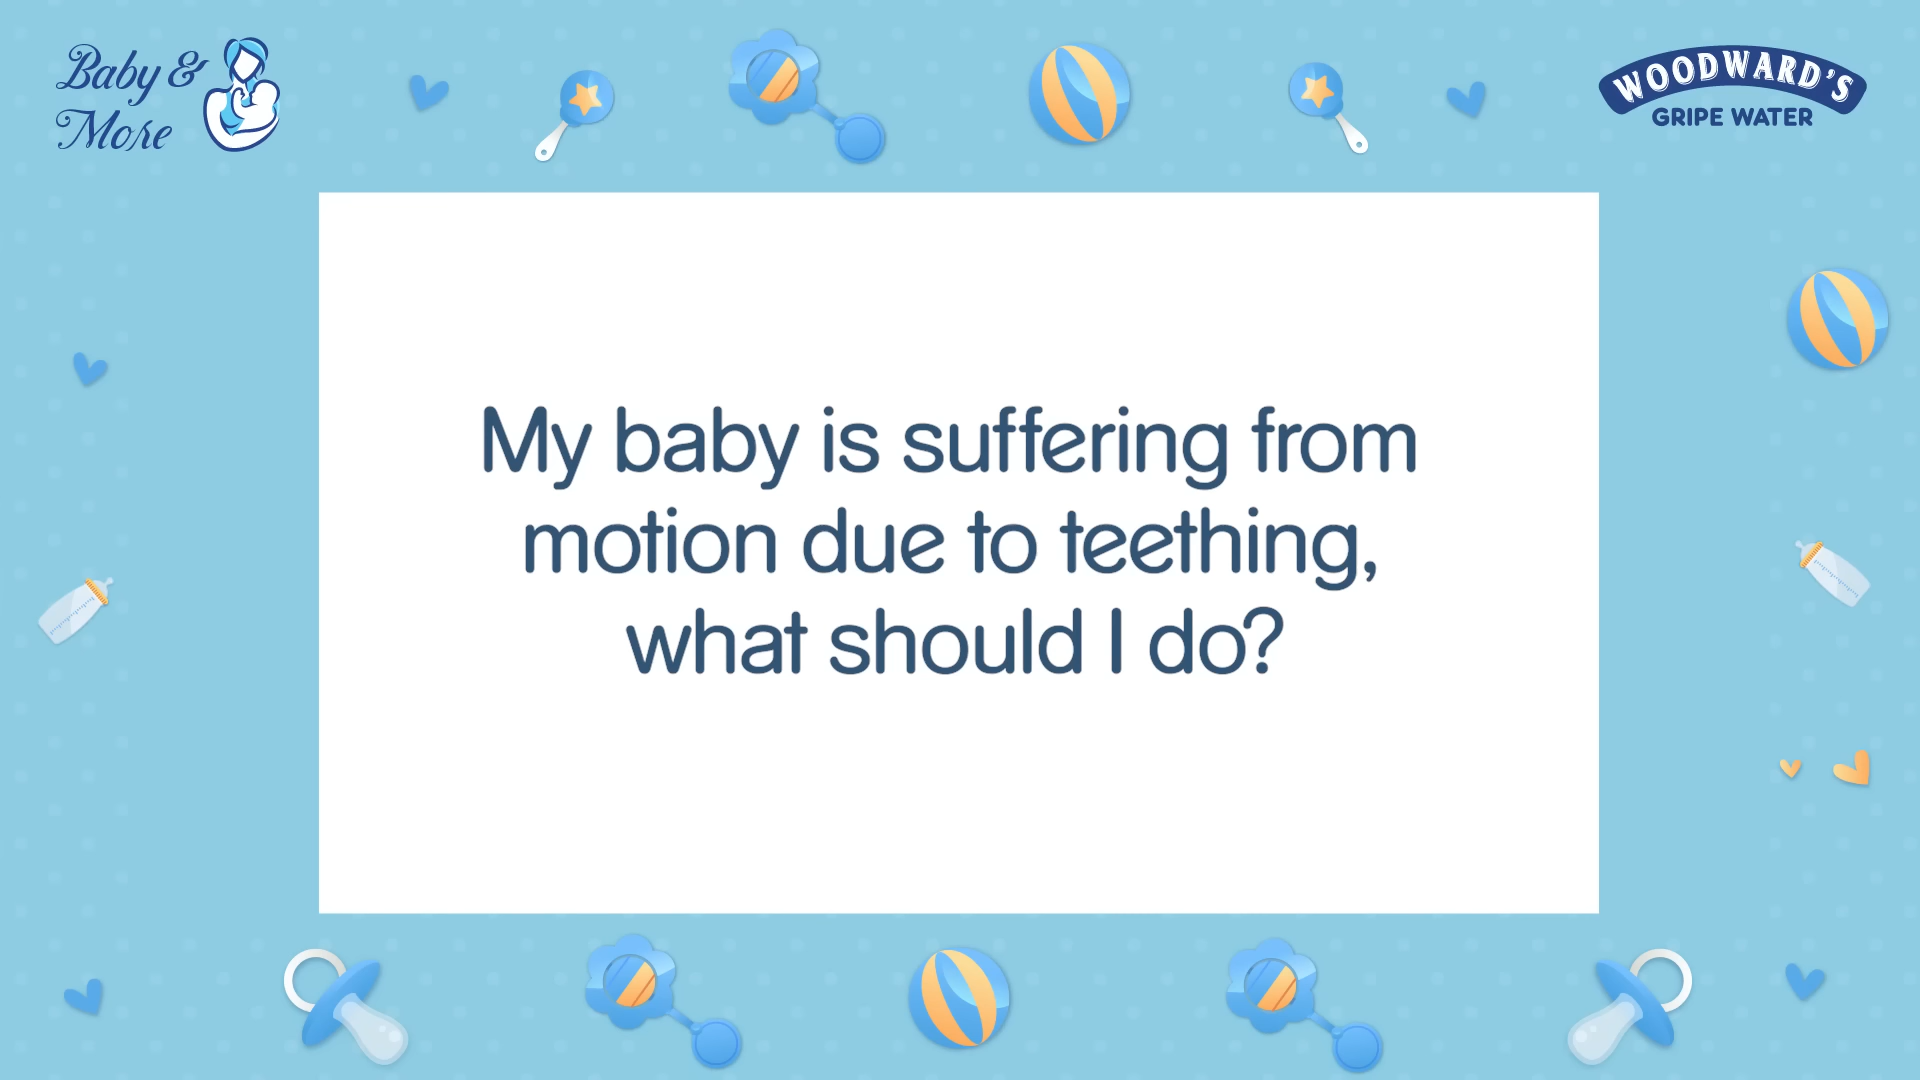 Baby &
More
WOODWARD'S
GRIPE WATER
My baby is suffering from
motion due to teething,
what should I do?